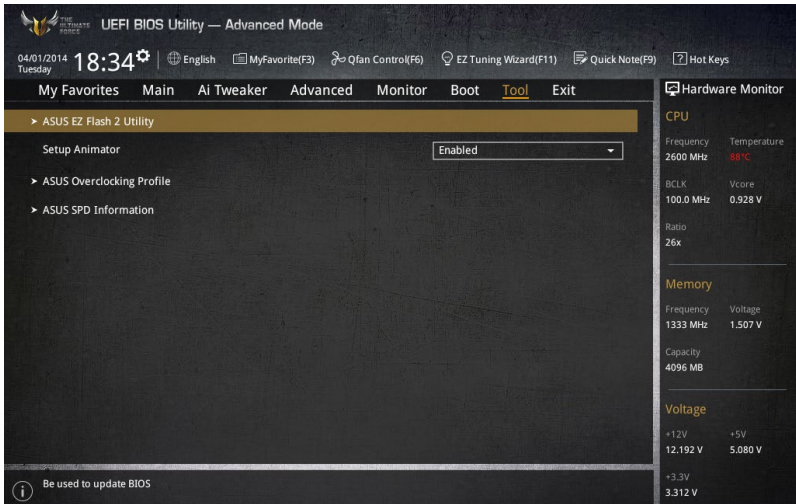 THE ULTIMATE FORCE UEFI BIOS Utility — Advanced Mode
04/01/2014 Tuesday 18:34 English MyFavorite(F3) Qfan Control(F6) EZ Tuning Wizard(F11) Quick Note(F9) ? Hot Keys
My Favorites Main Ai Tweaker Advanced Monitor Boot Tool Exit
> ASUS EZ Flash 2 Utility
Setup Animator Enabled
> ASUS Overclocking Profile
> ASUS SPD Information
Be used to update BIOS
Hardware Monitor
CPU
Frequency Temperature
2600 MHz 88°C
BCLK Vcore
100.0 MHz 0.928 V
Ratio
26x
Memory
Frequency Voltage
1333 MHz 1.507 V
Capacity
4096 MB
Voltage
+12V +5V
12.192 V 5.080 V
+3.3V
3.312 V